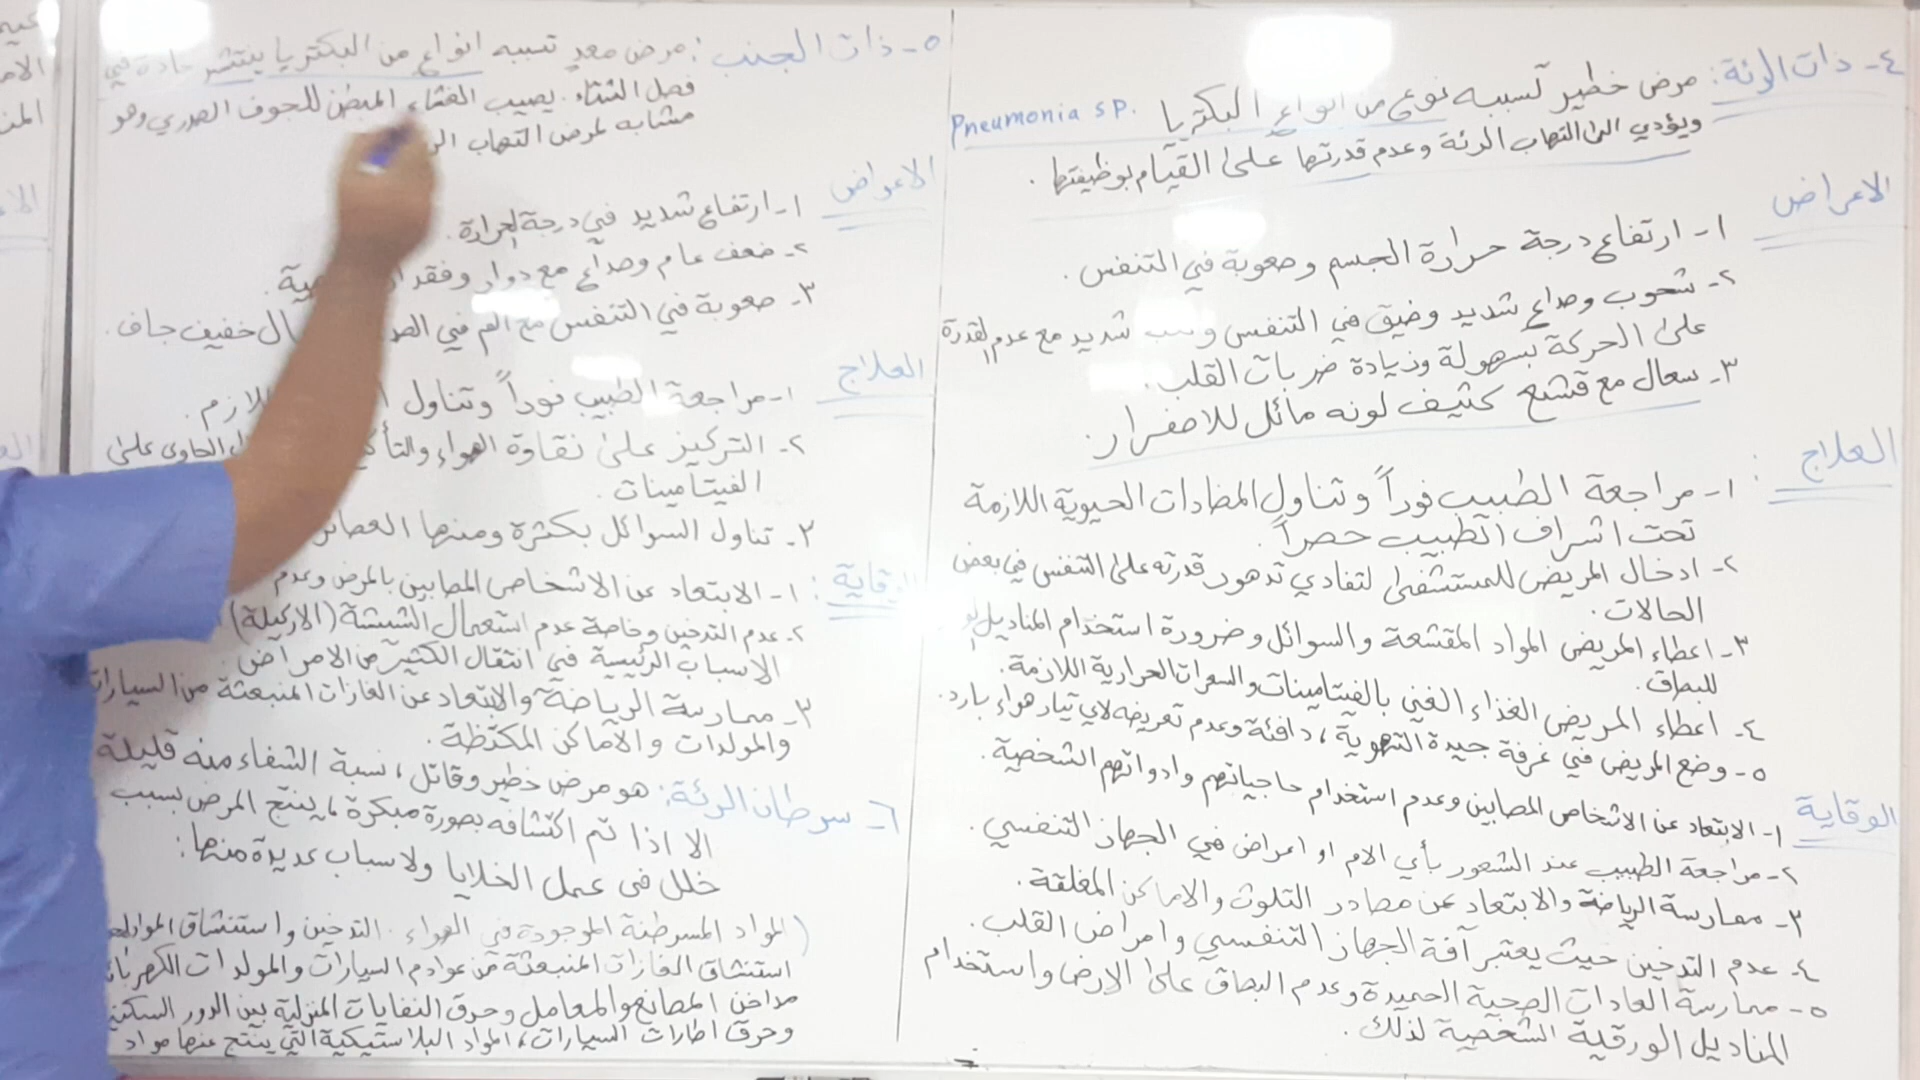 ٤- ذات الرئة: مرض خطير تسببه نوع من انواع البكتريا Pneumonia sp.
ويؤدي الى التهاب الرئة وعدم قدرتها على القيام بوظيفتها.
الاعراض
١- ارتفاع درجة حرارة الجسم وصعوبة في التنفس.
٢- شحوب وصداع شديد وضيق في التنفس شديد مع عدم القدرة
على الحركة بسهولة وزيادة ضربات القلب.
٣- سعال مع قشع كثيف لونه مائل للاصفرار.
العلاج:
١- مراجعة الطبيب فوراً وتناول المضادات الحيوية اللازمة
تحت اشراف الطبيب حصراً.
٢- ادخال المريض للمستشفى لتفادي تدهور قدرته على التنفس في بعض
الحالات.
٣- اعطاء المريض المواد المقشعة والسوائل وضرورة استخدام المناديل
للبصاق.
٤- اعطاء المريض الغذاء الغني بالفيتامينات والسعرات الحرارية اللازمة.
٥- وضع المريض في غرفة جيدة التهوية، دافئة وعدم تعريضه لاي تيار هواء بارد.
الوقاية
١- الابتعاد عن الاشخاص المصابين وعدم استخدام حاجياتهم وادواتهم الشخصية.
٢- مراجعة الطبيب عند الشعور بأي الام او اعراض في الجهاز التنفسي.
٣- ممارسة الرياضة والابتعاد عن مصادر التلوث والاماكن المغلقة.
٤- عدم التدخين حيث يعتبر آفة الجهاز التنفسي وامراض القلب.
٥- ممارسة العادات الصحية الحميدة وعدم البصاق على الارض واستخدام
المناديل الورقية الشخصية لذلك.
٥- ذات الجنب: مرض معدٍ تسببه انواع من البكتريا ينتشر عادة في
فصل الشتاء. يصيب الغشاء المبطن للجوف الصدري وهو
مشابه لمرض التهاب
الاعراض
١- ارتفاع شديد في درجة الحرارة.
٢- ضعف عام وصداع مع دوار
٣- صعوبة في التنفس مع الم في خفيف جاف.
العلاج
١- مراجعة الطبيب فوراً وتناول اللازم.
٢- التركيز على نقاوة الهواء الحاوي على
الفيتامينات.
٣- تناول السوائل بكثرة ومنها
الوقاية: ١- الابتعاد عن الاشخاص المصابين بالمرض وعدم
٢- عدم التدخين وخاصة عدم استعمال الشيشة (الاركيلة)
الاسباب الرئيسة في انتقال الكثير من الامراض.
٣- ممارسة الرياضة والابتعاد عن الغازات المنبعثة من السيارات
والمولدات والاماكن المكتظة.
٦- سرطان الرئة: هو مرض خطير وقاتل، نسبة الشفاء منه قليلة
الا اذا تم اكتشافه بصورة مبكرة، ينتج المرض بسبب
خلل في عمل الخلايا ولاسباب عديدة منها:
(المواد المسرطنة الموجودة في الهواء. التدخين واستنشاق
استنشاق الغازات المنبعثة من عوادم السيارات والمولدات
مداخن المصانع والمعامل وحرق النفايات المنزلية بين الدور
وحرق اطارات السيارات، المواد البلاستيكية التي ينتج عنها مواد